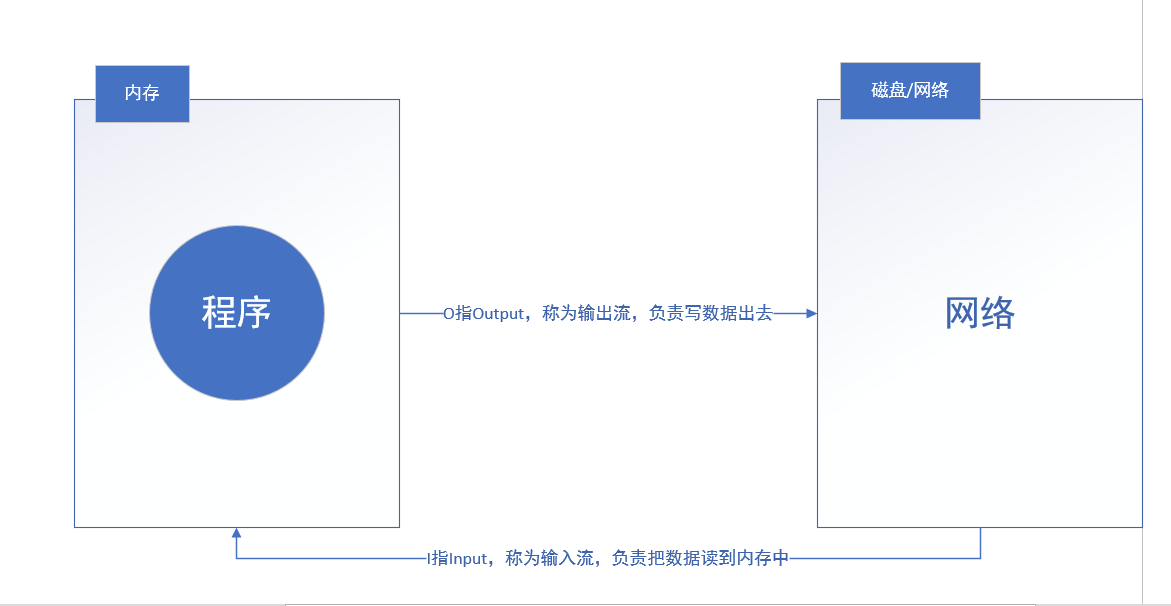 内存
磁盘/网络
程序
O指Output，称为输出流，负责写数据出去
网络
I指Input，称为输入流，负责把数据读到内存中